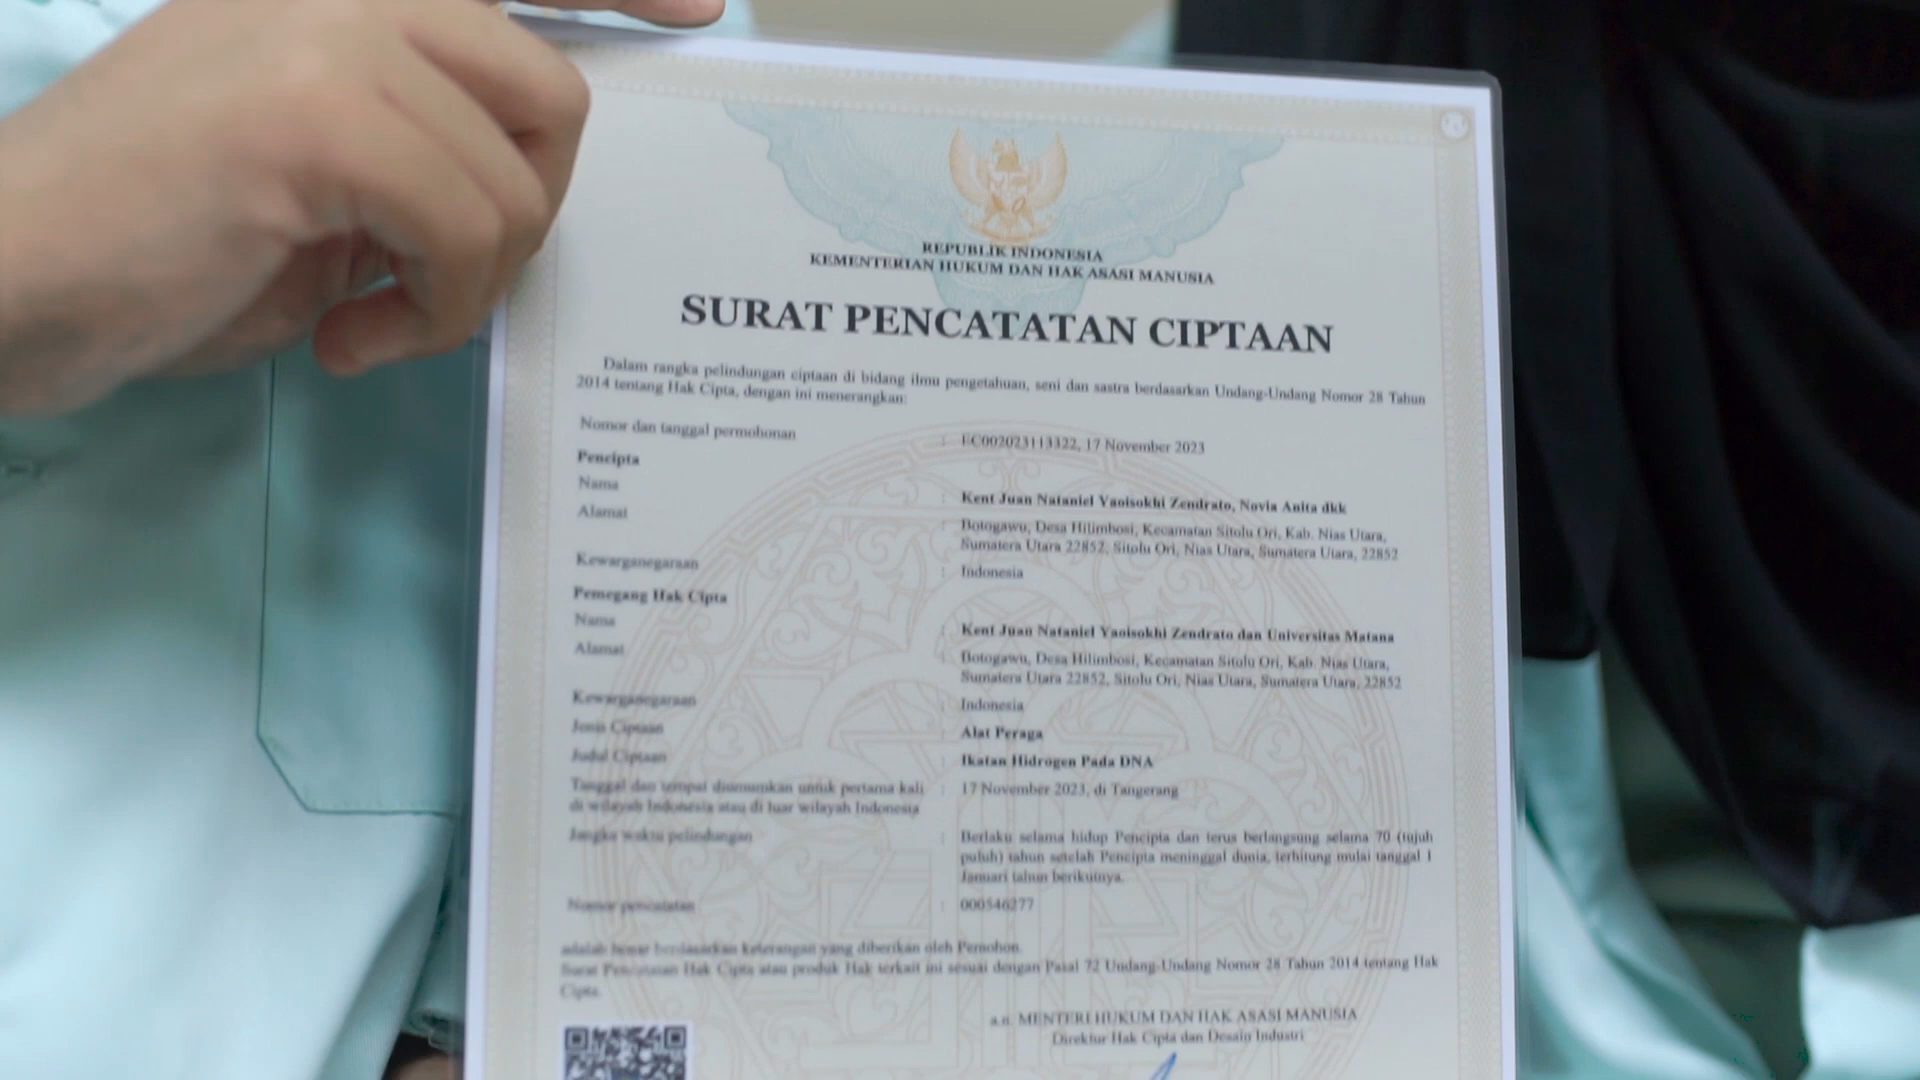 REPUBLIK INDONESIA
KEMENTERIAN HUKUM DAN HAK ASASI MANUSIA
SURAT PENCATATAN CIPTAAN
Dalam rangka pelindungan ciptaan di bidang ilmu pengetahuan, seni dan sastra berdasarkan Undang-Undang Nomor 28 Tahun
2014 tentang Hak Cipta, dengan ini menerangkan:
Nomor dan tanggal permohonan : EC002023113322, 17 November 2023
Pencipta
Nama : Kent Juan Nataniel Yaoisokhi Zendrato, Novia Anita dkk
Alamat : Botogawu, Desa Hilimbosi, Kecamatan Sitolu Ori, Kab. Nias Utara,
Sumatera Utara 22852, Sitolu Ori, Nias Utara, Sumatera Utara, 22852
Kewarganegaraan : Indonesia
Pemegang Hak Cipta
Nama : Kent Juan Nataniel Yaoisokhi Zendrato dan Universitas Matana
Alamat : Botogawu, Desa Hilimbosi, Kecamatan Sitolu Ori, Kab. Nias Utara,
Sumatera Utara 22852, Sitolu Ori, Nias Utara, Sumatera Utara, 22852
Kewarganegaraan : Indonesia
Jenis Ciptaan : Alat Peraga
Judul Ciptaan : Ikatan Hidrogen Pada DNA
Tanggal dan tempat diumumkan untuk pertama kali : 17 November 2023, di Tangerang
di wilayah Indonesia atau di luar wilayah Indonesia
Jangka waktu pelindungan : Berlaku selama hidup Pencipta dan terus berlangsung selama 70 (tujuh
puluh) tahun setelah Pencipta meninggal dunia, terhitung mulai tanggal 1
Januari tahun berikutnya.
Nomor pencatatan : 000546277
adalah benar berdasarkan keterangan yang diberikan oleh Pemohon.
Surat Pencatatan Hak Cipta atau produk Hak terkait ini sesuai dengan Pasal 72 Undang-Undang Nomor 28 Tahun 2014 tentang Hak
Cipta.
a.n. MENTERI HUKUM DAN HAK ASASI MANUSIA
Direktur Hak Cipta dan Desain Industri